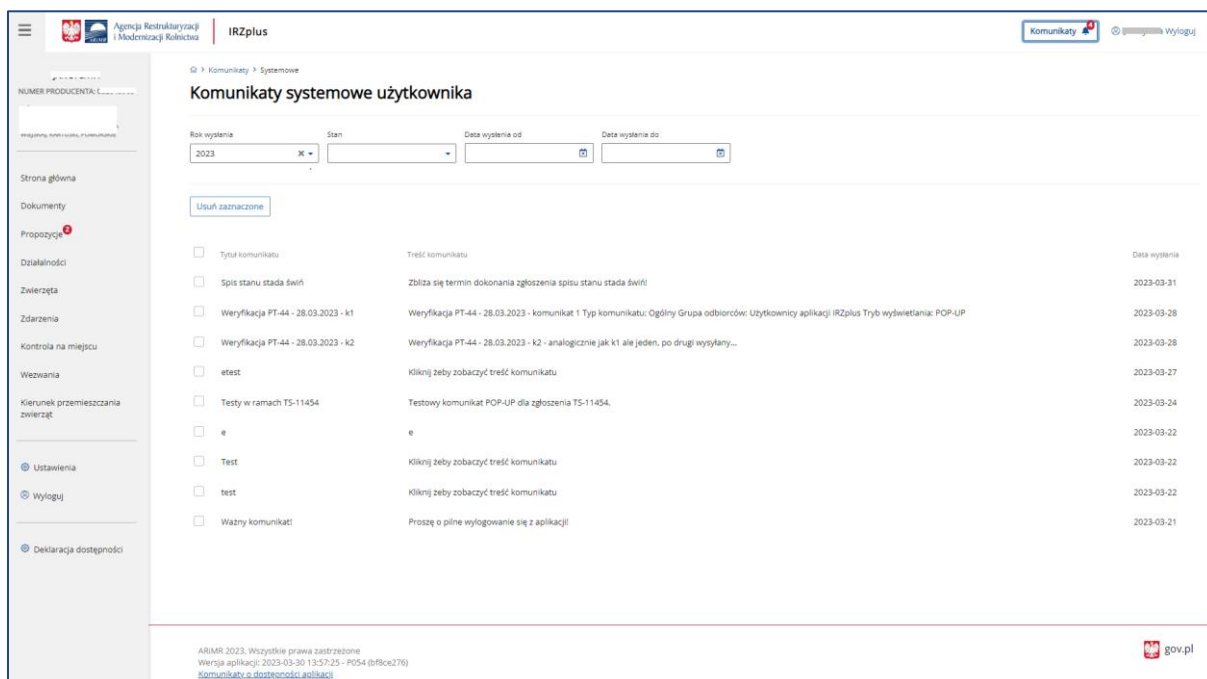 Agencja Restrukturyzacji
i Modernizacji Rolnictwa
IRZplus
Komunikaty 4
Wyloguj
NUMER PRODUCENTA:
Komunikaty > Systemowe
Komunikaty systemowe użytkownika
Rok wysłania Stan Data wysłania od Data wysłania do
2023
Usuń zaznaczone
Strona główna
Dokumenty
Propozycje 2
Działalności
Zwierzęta
Zdarzenia
Kontrola na miejscu
Wezwania
Kierunek przemieszczania
zwierząt
Ustawienia
Wyloguj
Deklaracja dostępności
Tytuł komunikatu Treść komunikatu Data wysłania
Spis stanu stada świń Zbliża się termin dokonania zgłoszenia spisu stanu stada świń! 2023-03-31
Weryfikacja PT-44 - 28.03.2023 - k1 Weryfikacja PT-44 - 28.03.2023 - komunikat 1 Typ komunikatu: Ogólny Grupa odbiorców: Użytkownicy aplikacji IRZplus Tryb wyświetlania: POP-UP 2023-03-28
Weryfikacja PT-44 - 28.03.2023 - k2 Weryfikacja PT-44 - 28.03.2023 - k2 - analogicznie jak k1 ale jeden, po drugi wysyłany... 2023-03-28
etest Kliknij żeby zobaczyć treść komunikatu 2023-03-27
Testy w ramach TS-11454 Testowy komunikat POP-UP dla zgłoszenia TS-11454. 2023-03-24
e e 2023-03-22
Test Kliknij żeby zobaczyć treść komunikatu 2023-03-22
test Kliknij żeby zobaczyć treść komunikatu 2023-03-22
Ważny komunikat! Proszę o pilne wylogowanie się z aplikacji! 2023-03-21
ARiMR 2023. Wszystkie prawa zastrzeżone
Wersja aplikacji: 2023-03-30 13:57:25 - P054 (bf8ce276)
Komunikaty o dostępności aplikacji
gov.pl